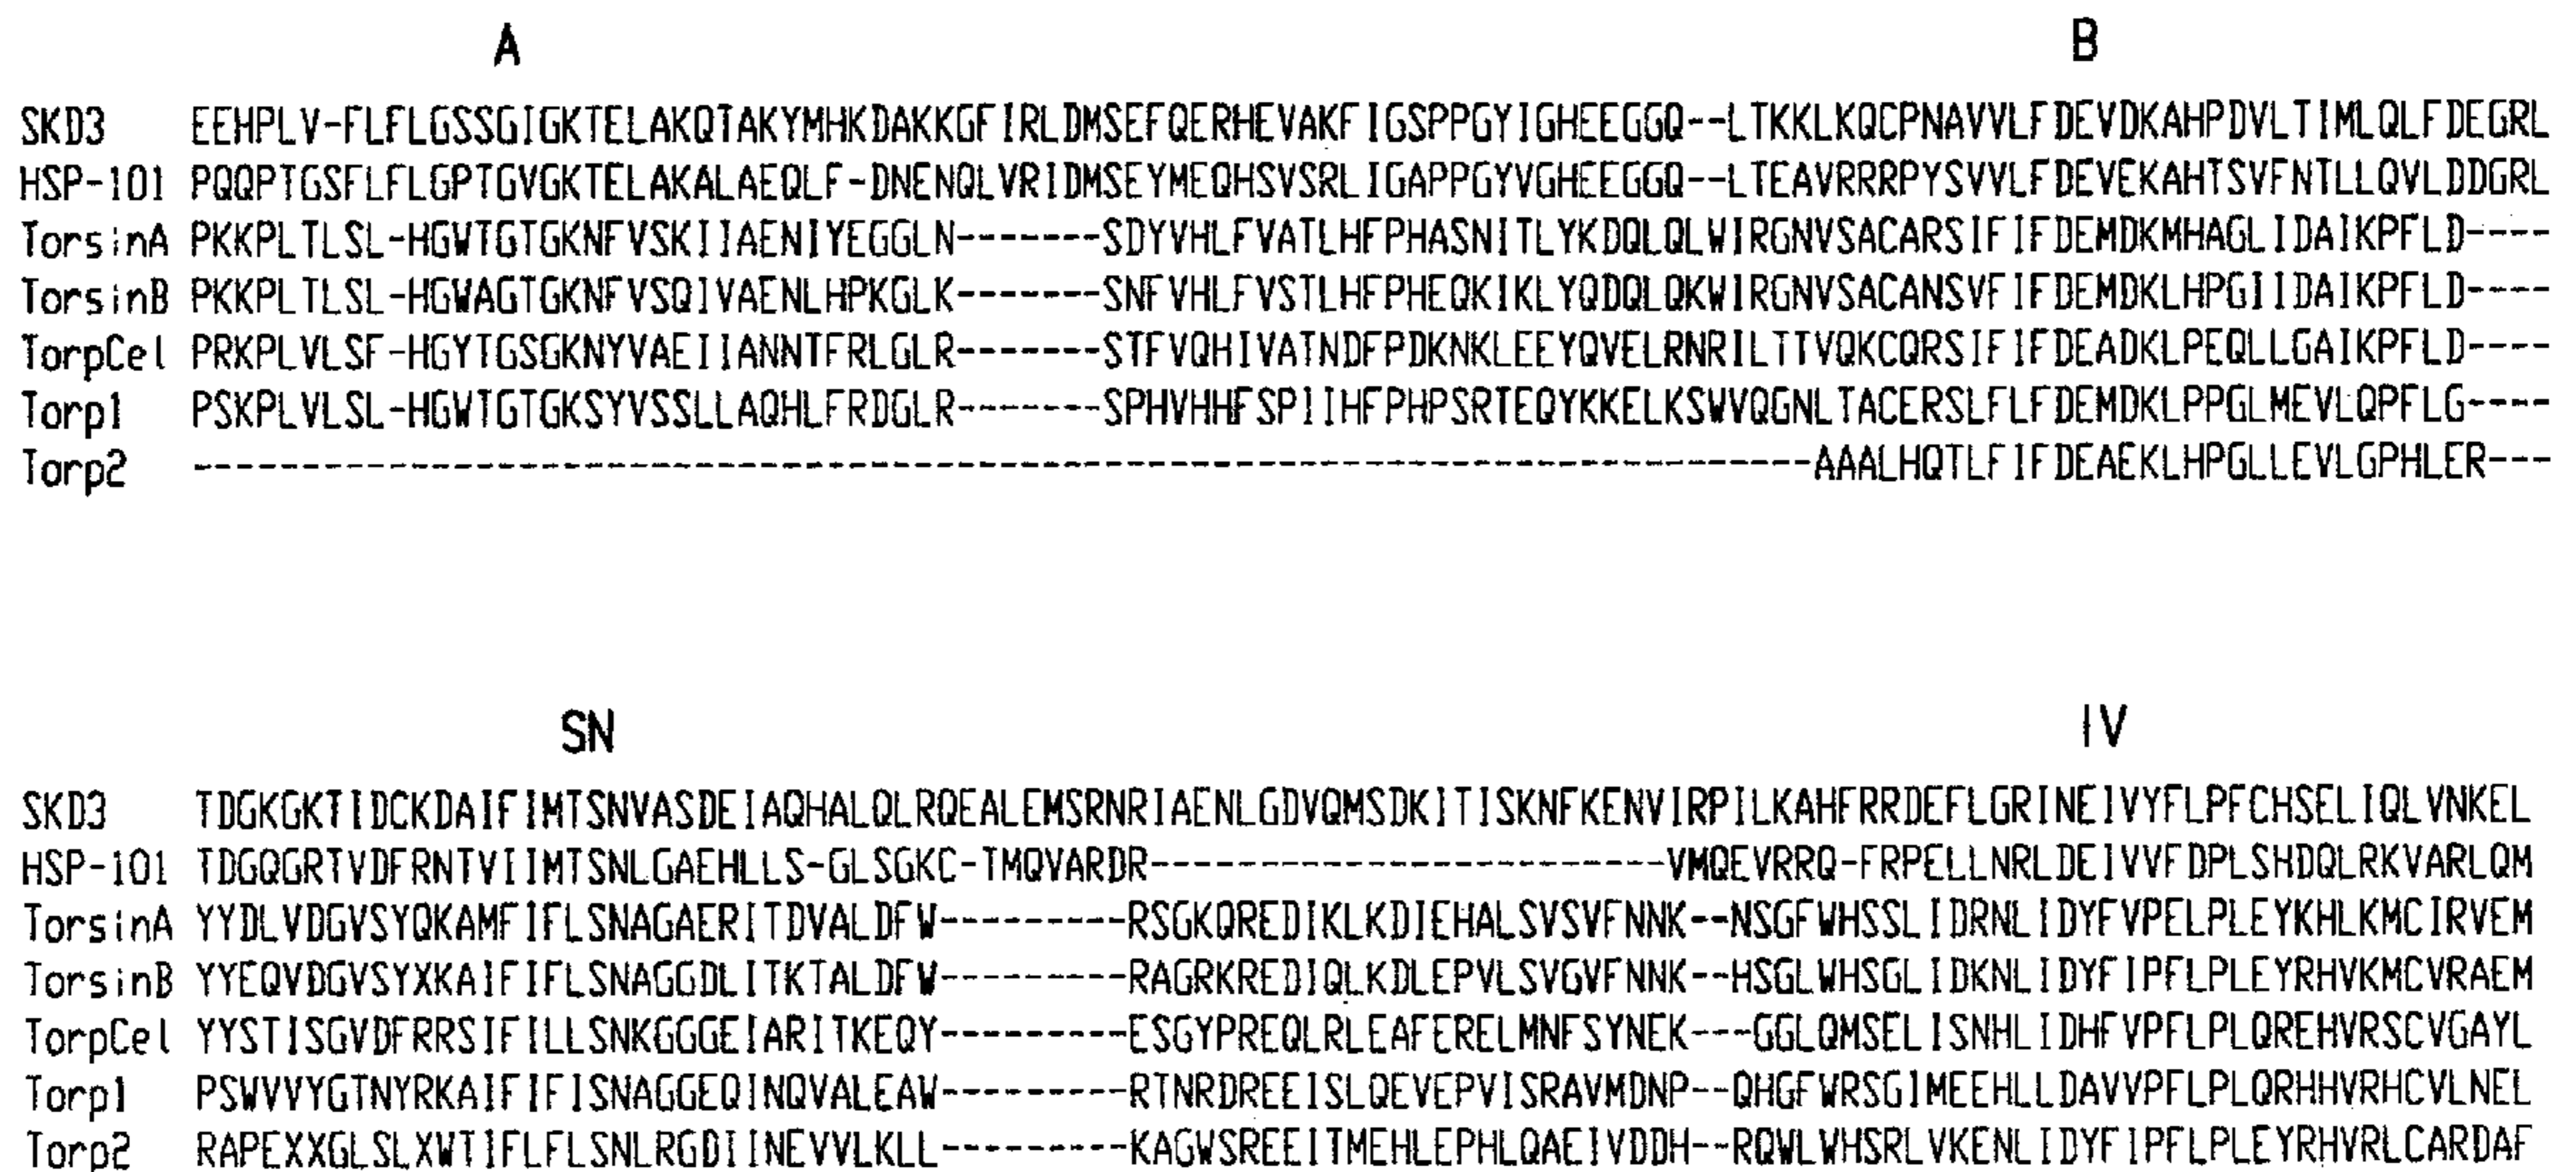 A B
SKD3 EEHPLV-FLFLGSSGIGKTELAKQTAKYMHKDAKKGFIRLDMSEFQERHEVAKFIGSPPGYIGHEEGGQ--LTKKLKQCPNAVVLFDEVDKAHPDVLTIMLQLFDEGRL
HSP-101 PQQPTGSFLFLGPTGVGKTELAKALAEQLF-DNENQLVRIDMSEYMEQHSVSRLIGAPPGYVGHEEGGQ--LTEAVRRRPYSVVLFDEVEKAHTSVFNTLLQVLDDGRL
TorsinA PKKPLTLSL-HGWTGTGKNFVSKIIAENIYEGGLN-------SDYVHLFVATLHFPHASNITLYKDQLQLWIRGNVSACARSIFIFDEMDKMHAGLIDAIKPFLD----
TorsinB PKKPLTLSL-HGWAGTGKNFVSQIVAENLHPKGLK-------SNFVHLFVSTLHFPHEQKIKLYQDQLQKWIRGNVSACANSVFIFDEMDKLHPGIIDAIKPFLD----
TorpCel PRKPLVLSF-HGYTGSGKNYVAEIIANNTFRLGLR-------STFVQHIVATNDFPDKNKLEEYQVELRNRILTTVQKCQRSIFIFDEADKLPEQLLGAIKPFLD----
Torp1 PSKPLVLSL-HGWTGTGKSYVSSLLAQHLFRDGLR-------SPHVHHFSPIIHFPHPSRTEQYKKELKSWVQGNLTACERSLFLFDEMDKLPPGLMEVLQPFLG----
Torp2 --------------------------------------------------------------------------------AAALHQTLFIFDEAEKLHPGLLEVLGPHLER---
SN IV
SKD3 TDGKGKTIDCKDAIFIMTSNVASDEIAQHALQLRQEALEMSRNRIAENLGDVQMSDKITISKNFKENVIRPILKAHFRRDEFLGRINEIVYFLPFCHSELIQLVNKEL
HSP-101 TDGQGRTVDFRNTVIIMTSNLGAEHLLS-GLSGKC-TMQVARDR------------------------VMQEVRRQ-FRPELLNRLDEIVVFDPLSHDQLRKVARLQM
TorsinA YYDLVDGVSYQKAMFIFLSNAGAERITDVALDFW---------RSGKQREDIKLKDIEHALSVSVFNNK--NSGFWHSSLIDRNLIDYFVPELPLEYKHLKMCIRVEM
TorsinB YYEQVDGVSYXKAIFIFLSNAGGDLITKTALDFW---------RAGRKREDIQLKDLEPVLSVGVFNNK--HSGLWHSGLIDKNLIDYFIPFLPLEYRHVKMCVRAEM
TorpCel YYSTISGVDFRRSIFILLSNKGGGEIARITKEQY---------ESGYPREQLRLEAFERELMNFSYNEK---GGLQMSELISNHLIDHFVPFLPLQREHVRSCVGAYL
Torp1 PSWVVYGTNYRKAIFIFISNAGGEQINQVALEAW---------RTNRDREEISLQEVEPVISRAVMDNP--QHGFWRSGIMEEHLLDAVVPFLPLQRHHVRHCVLNEL
Torp2 RAPEXXGLSLXWTIFLFLSNLRGDIINEVVLKLL---------KAGWSREEITMEHLEPHLQAEIVDDH--RQWLWHSRLVKENLIDYFIPFLPLEYRHVRLCARDAF